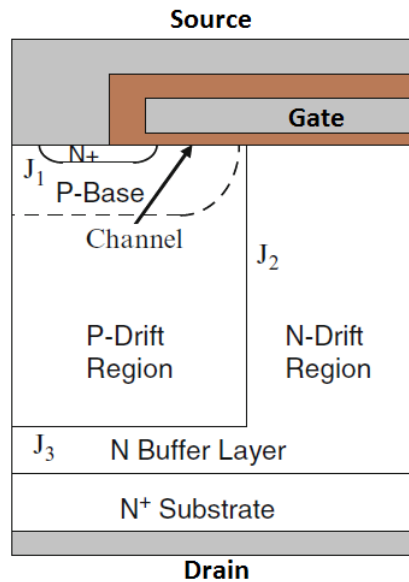 Source
Gate
N+
J1
P-Base
Channel
J2
P-Drift
Region
N-Drift
Region
J3
N Buffer Layer
N+ Substrate
Drain